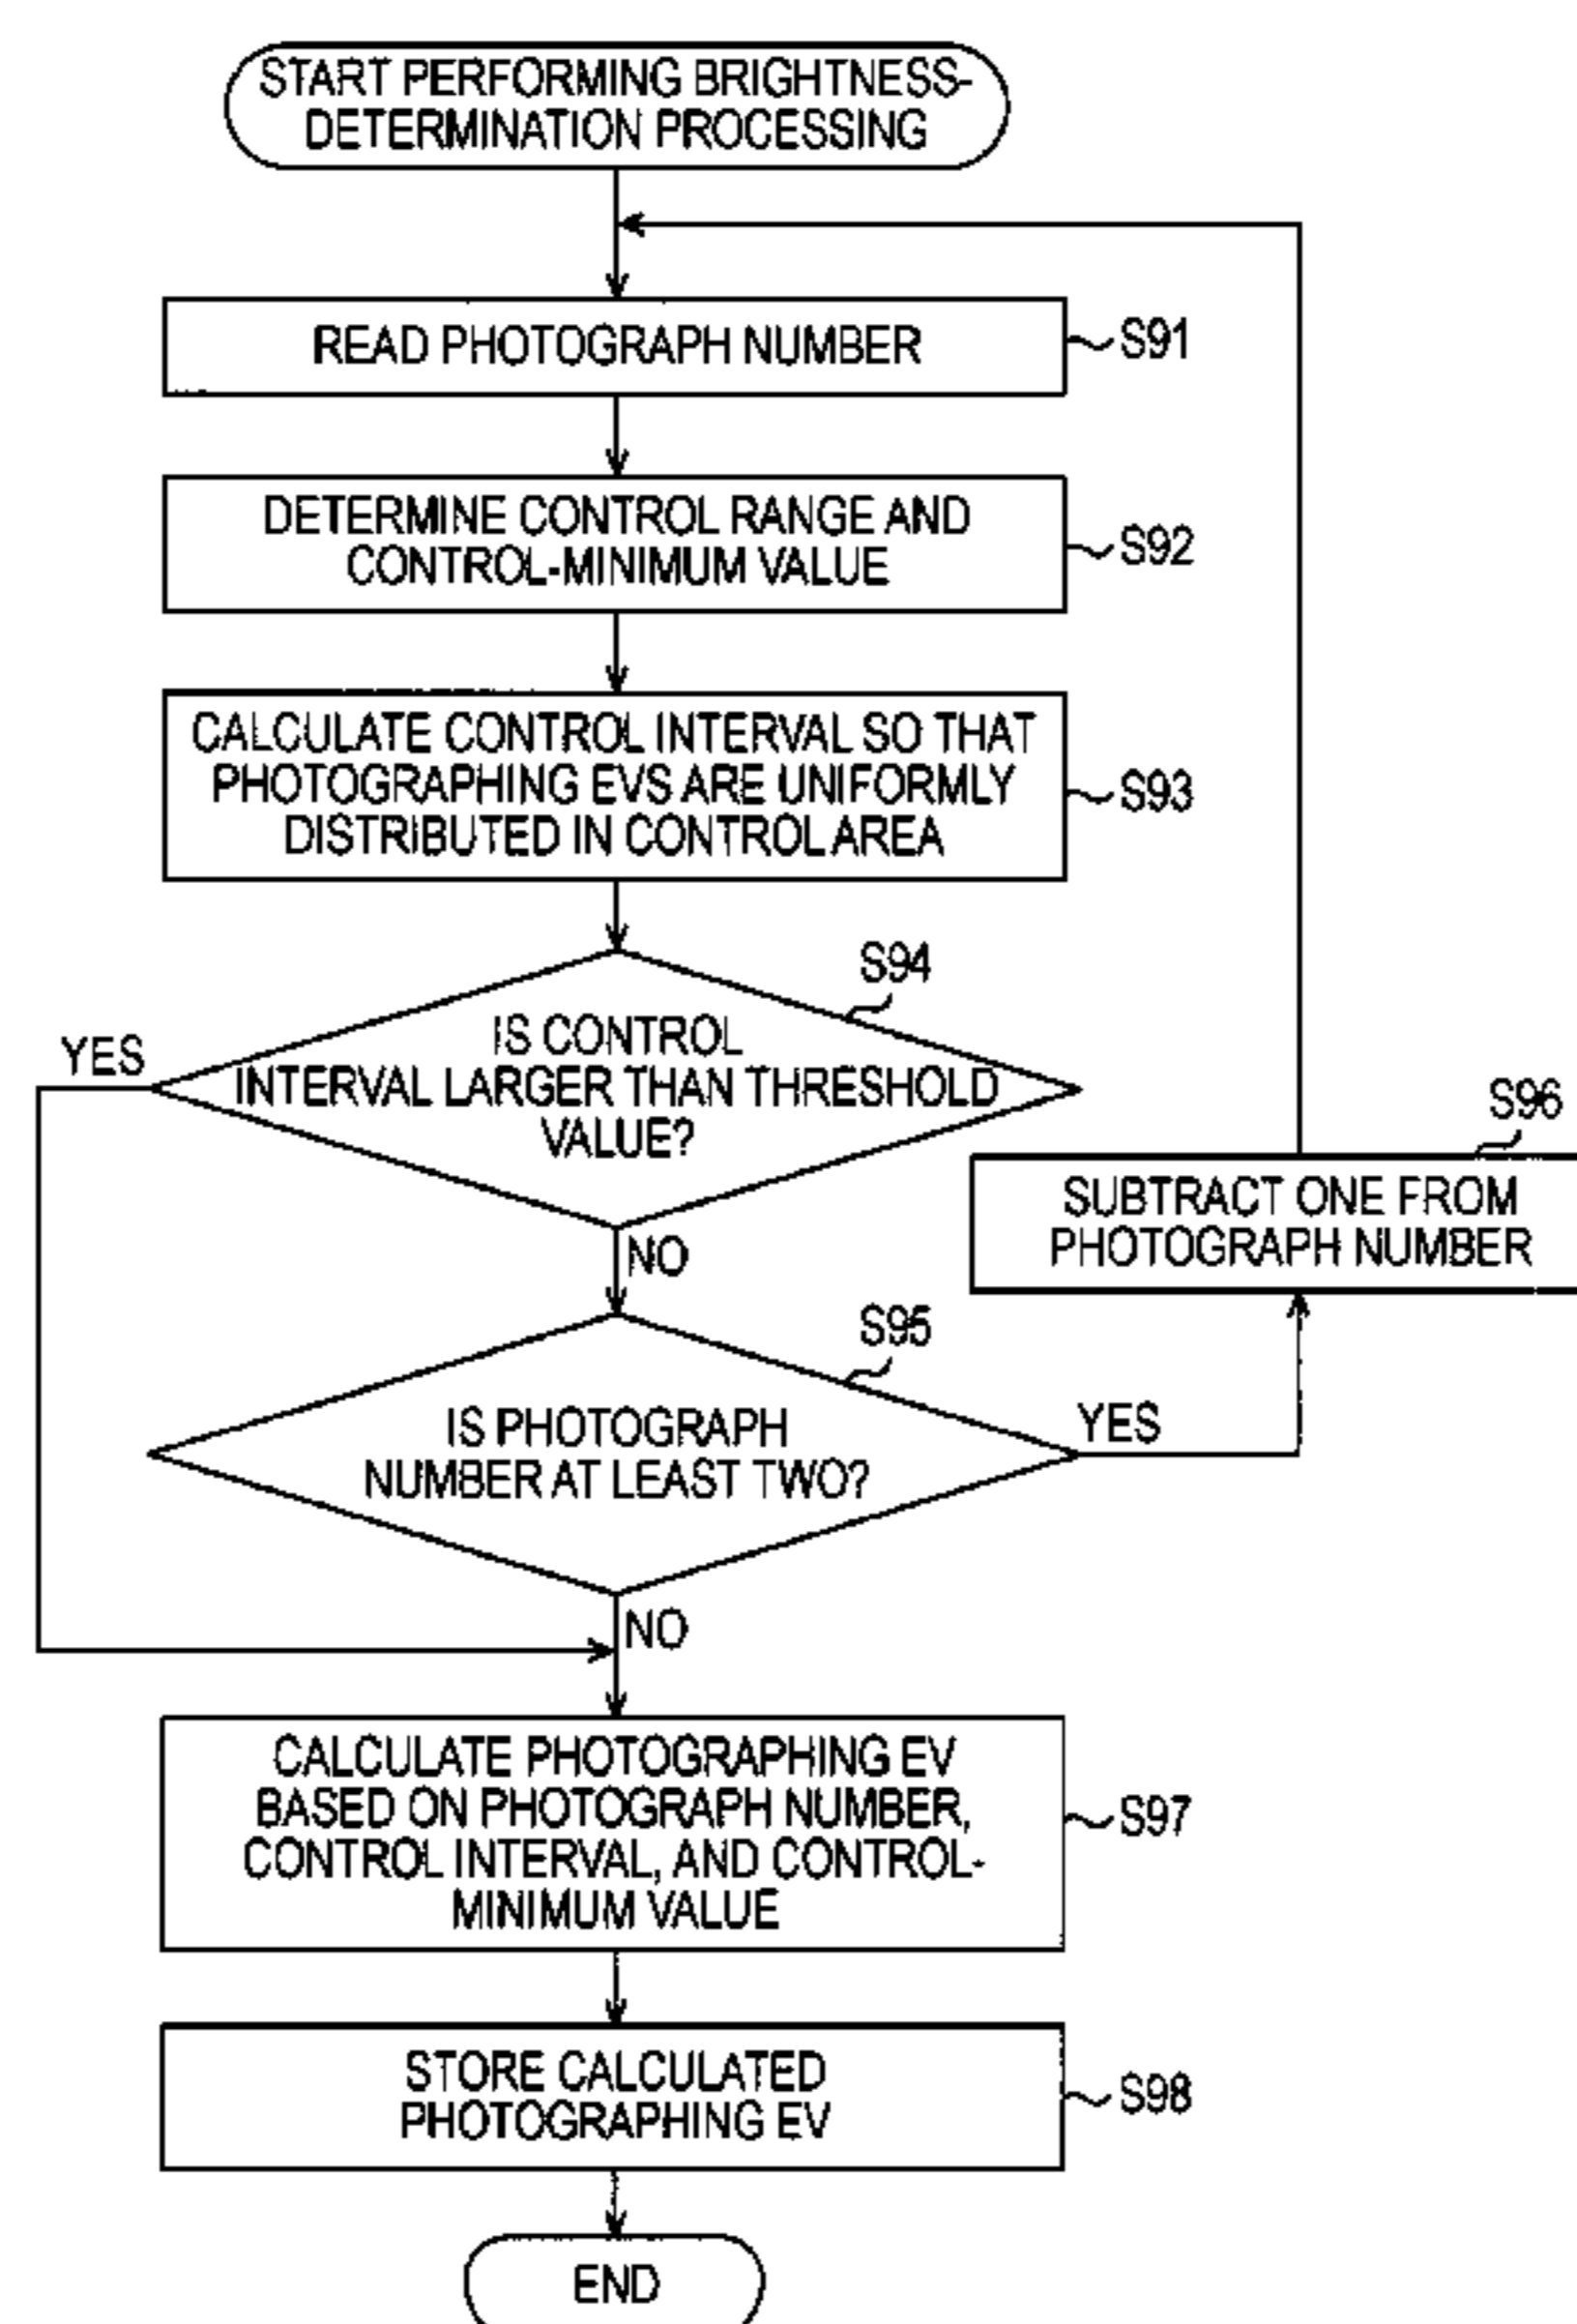 START PERFORMING BRIGHTNESS-
DETERMINATION PROCESSING
READ PHOTOGRAPH NUMBER
S91
DETERMINE CONTROL RANGE AND
CONTROL-MINIMUM VALUE
S92
CALCULATE CONTROL INTERVAL SO THAT
PHOTOGRAPHING EVS ARE UNIFORMLY
DISTRIBUTED IN CONTROL AREA
S93
S94
IS CONTROL
INTERVAL LARGER THAN THRESHOLD
VALUE?
YES
NO
S96
SUBTRACT ONE FROM
PHOTOGRAPH NUMBER
S95
IS PHOTOGRAPH
NUMBER AT LEAST TWO?
YES
NO
CALCULATE PHOTOGRAPHING EV
BASED ON PHOTOGRAPH NUMBER,
CONTROL INTERVAL, AND CONTROL-
MINIMUM VALUE
S97
STORE CALCULATED
PHOTOGRAPHING EV
S98
END